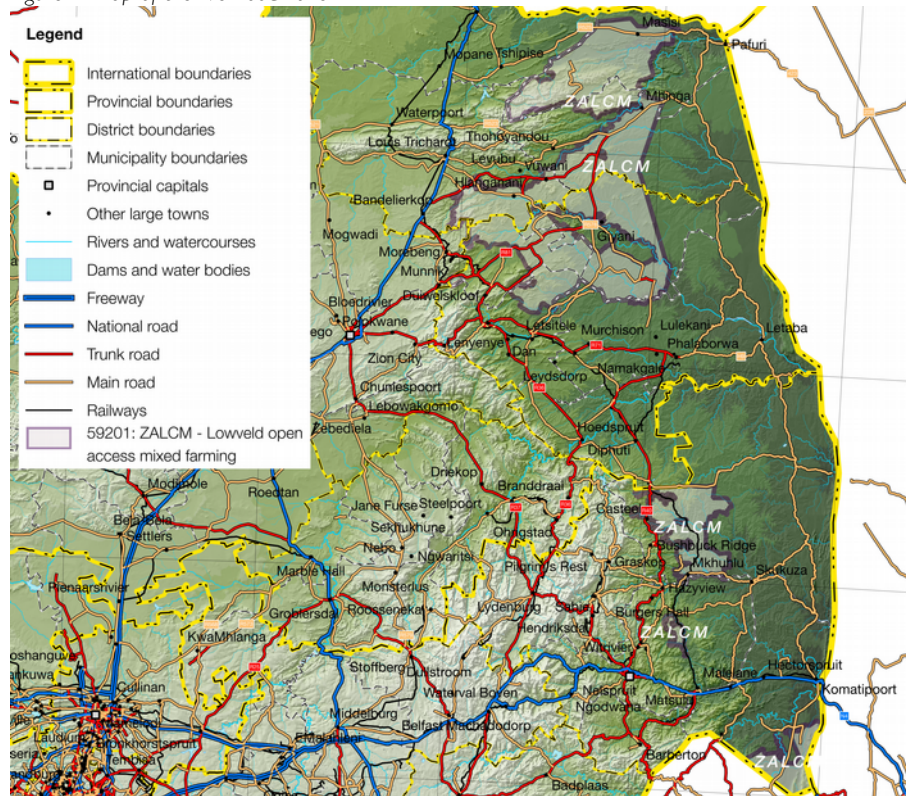 Legend
International boundaries
Provincial boundaries
District boundaries
Municipality boundaries
Provincial capitals
Other large towns
Rivers and watercourses
Dams and water bodies
Freeway
National road
Trunk road
Main road
Railways
59201: ZALCM - Lowveld open
access mixed farming
Masisi
Pafuri
Mopane Tshipise
ZALCM
Mhinga
Waterpoort
Thohoyandou
Louis Trichardt
Levubu
Vuwani
ZALCM
Hlanganani
Bandelierkop
Mogwadi
Giyani
Morebeng
Munnik
Duiwelskloof
Bloedrivier
Polokwane
Letsitele
Murchison
Lulekani
Letaba
Lenyenye
Dan
Phalaborwa
Zion City
Leydsdorp
Namakgale
Chuniespoort
Lebowakgomo
Zebediela
Hoedspruit
Diphuti
Driekop
Branddraai
Modimolle
Roedtan
Jane Furse
Steelpoort
Casteel
ZALCM
Bela-Bela
Settlers
Sekhukhune
Ohrigstad
Bushbuck Ridge
Nebo
Ngwaritsi
Marble Hall
Pilgrim's Rest
Graskop
Mkhuhlu
Skukuza
Pienaarsrivier
Monsterlus
Hazyview
Groblersdal
Roossenekal
Lydenburg
Sabie
Burgers Hall
KwaMhlanga
Hendriksdal
ZALCM
Witrivier
Stoffberg
Dullstroom
Hectorspruit
Cullinan
Waterval Boven
Nelspruit
Malelane
Komatipoort
Matsulu
Ngodwana
Middelburg
Belfast
Machadodorp
Bronkhorstspruit
Emalahleni
Barberton
Tembisa
Badplaas
ZALCM